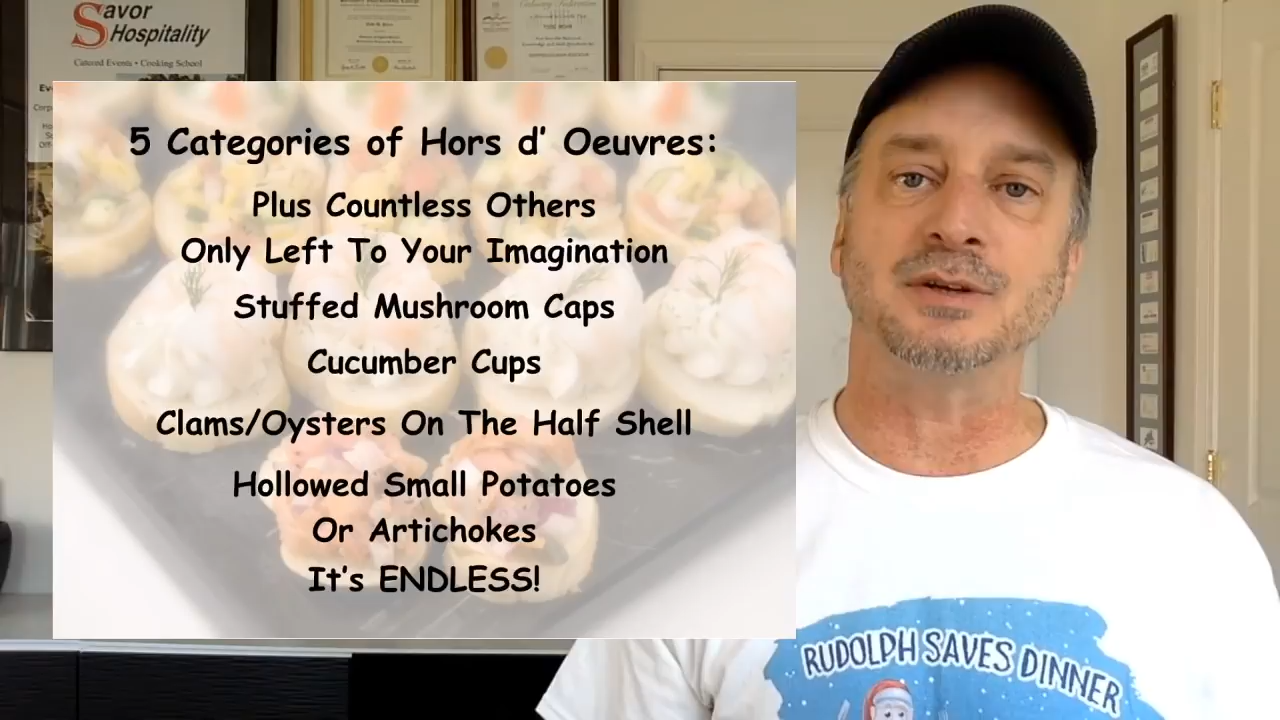 Savor
Hospitality
Catered Events • Cooking School
5 Categories of Hors d' Oeuvres:
Plus Countless Others
Only Left To Your Imagination
Stuffed Mushroom Caps
Cucumber Cups
Clams/Oysters On The Half Shell
Hollowed Small Potatoes
Or Artichokes
It's ENDLESS!
RUDOLPH SAVES DINNER